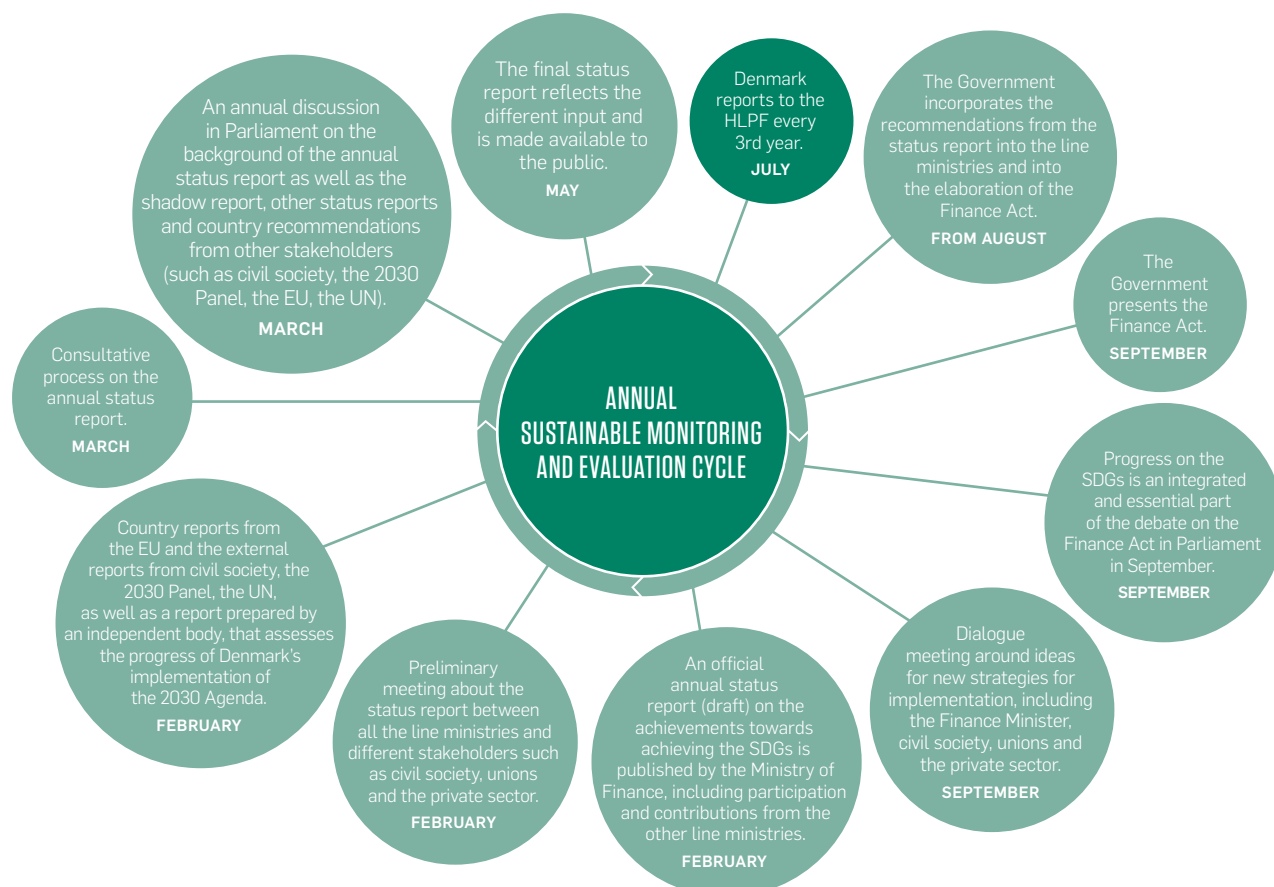 ANNUAL
SUSTAINABLE MONITORING
AND EVALUATION CYCLE
An annual discussion
in Parliament on the
background of the annual
status report as well as the
shadow report, other status reports
and country recommendations
from other stakeholders
(such as civil society, the 2030
Panel, the EU, the UN).
MARCH
The final status
report reflects the
different input and
is made available to
the public.
MAY
Denmark
reports to the
HLPF every
3rd year.
JULY
The Government
incorporates the
recommendations from the
status report into the line
ministries and into
the elaboration of the
Finance Act.
FROM AUGUST
The
Government
presents the
Finance Act.
SEPTEMBER
Progress on the
SDGs is an integrated
and essential part
of the debate on the
Finance Act in Parliament
in September.
SEPTEMBER
Dialogue
meeting around ideas
for new strategies for
implementation, including
the Finance Minister,
civil society, unions and
the private sector.
SEPTEMBER
An official
annual status
report (draft) on the
achievements towards
achieving the SDGs is
published by the Ministry of
Finance, including participation
and contributions from the
other line ministries.
FEBRUARY
Preliminary
meeting about the
status report between
all the line ministries and
different stakeholders such
as civil society, unions
and the private sector.
FEBRUARY
Country reports from
the EU and the external
reports from civil society, the
2030 Panel, the UN,
as well as a report prepared by
an independent body, that assesses
the progress of Denmark's
implementation of
the 2030 Agenda.
FEBRUARY
Consultative
process on the
annual status
report.
MARCH